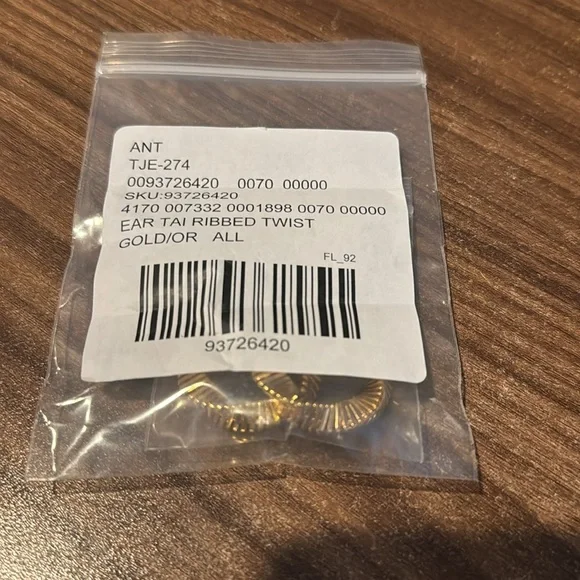 ANT
TJE-274
0093726420 0070 00000
SKU:93726420
4170 007332 0001898 0070 00000
EAR TAI RIBBED TWIST
GOLD/OR ALL
FL_92
93726420